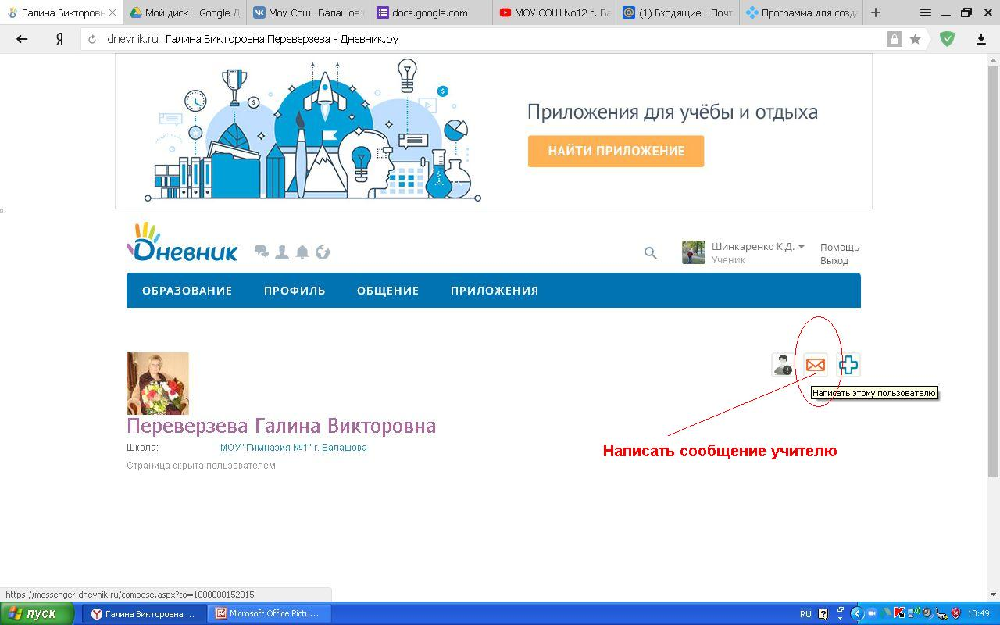 Галина Викторовн
Мой диск – Google Д
Моу-Сош--Балашов
docs.google.com
МОУ СОШ No12 г. Ба
(1) Входящие - Почт
Программа для созда
dnevnik.ru Галина Викторовна Переверзева - Дневник.ру
Приложения для учёбы и отдыха
НАЙТИ ПРИЛОЖЕНИЕ
Dневник
Шинкаренко К.Д.
Ученик
Помощь
Выход
ОБРАЗОВАНИЕ ПРОФИЛЬ ОБЩЕНИЕ ПРИЛОЖЕНИЯ
Написать этому пользователю
Переверзева Галина Викторовна
Школа: МОУ "Гимназия №1" г. Балашова
Написать сообщение учителю
Страница скрыта пользователем
https://messenger.dnevnik.ru/compose.aspx?to=1000000152015
пуск
Галина Викторовна ...
Microsoft Office Pictu...
RU
13:49